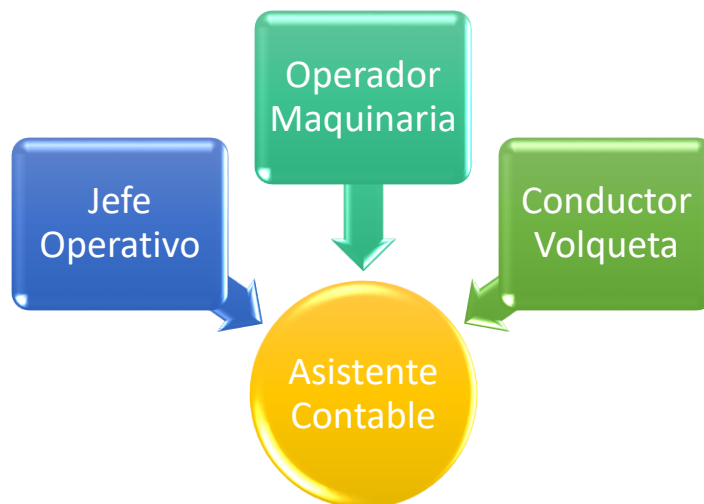 Operador
Maquinaria
Jefe
Operativo
Conductor
Volqueta
Asistente
Contable